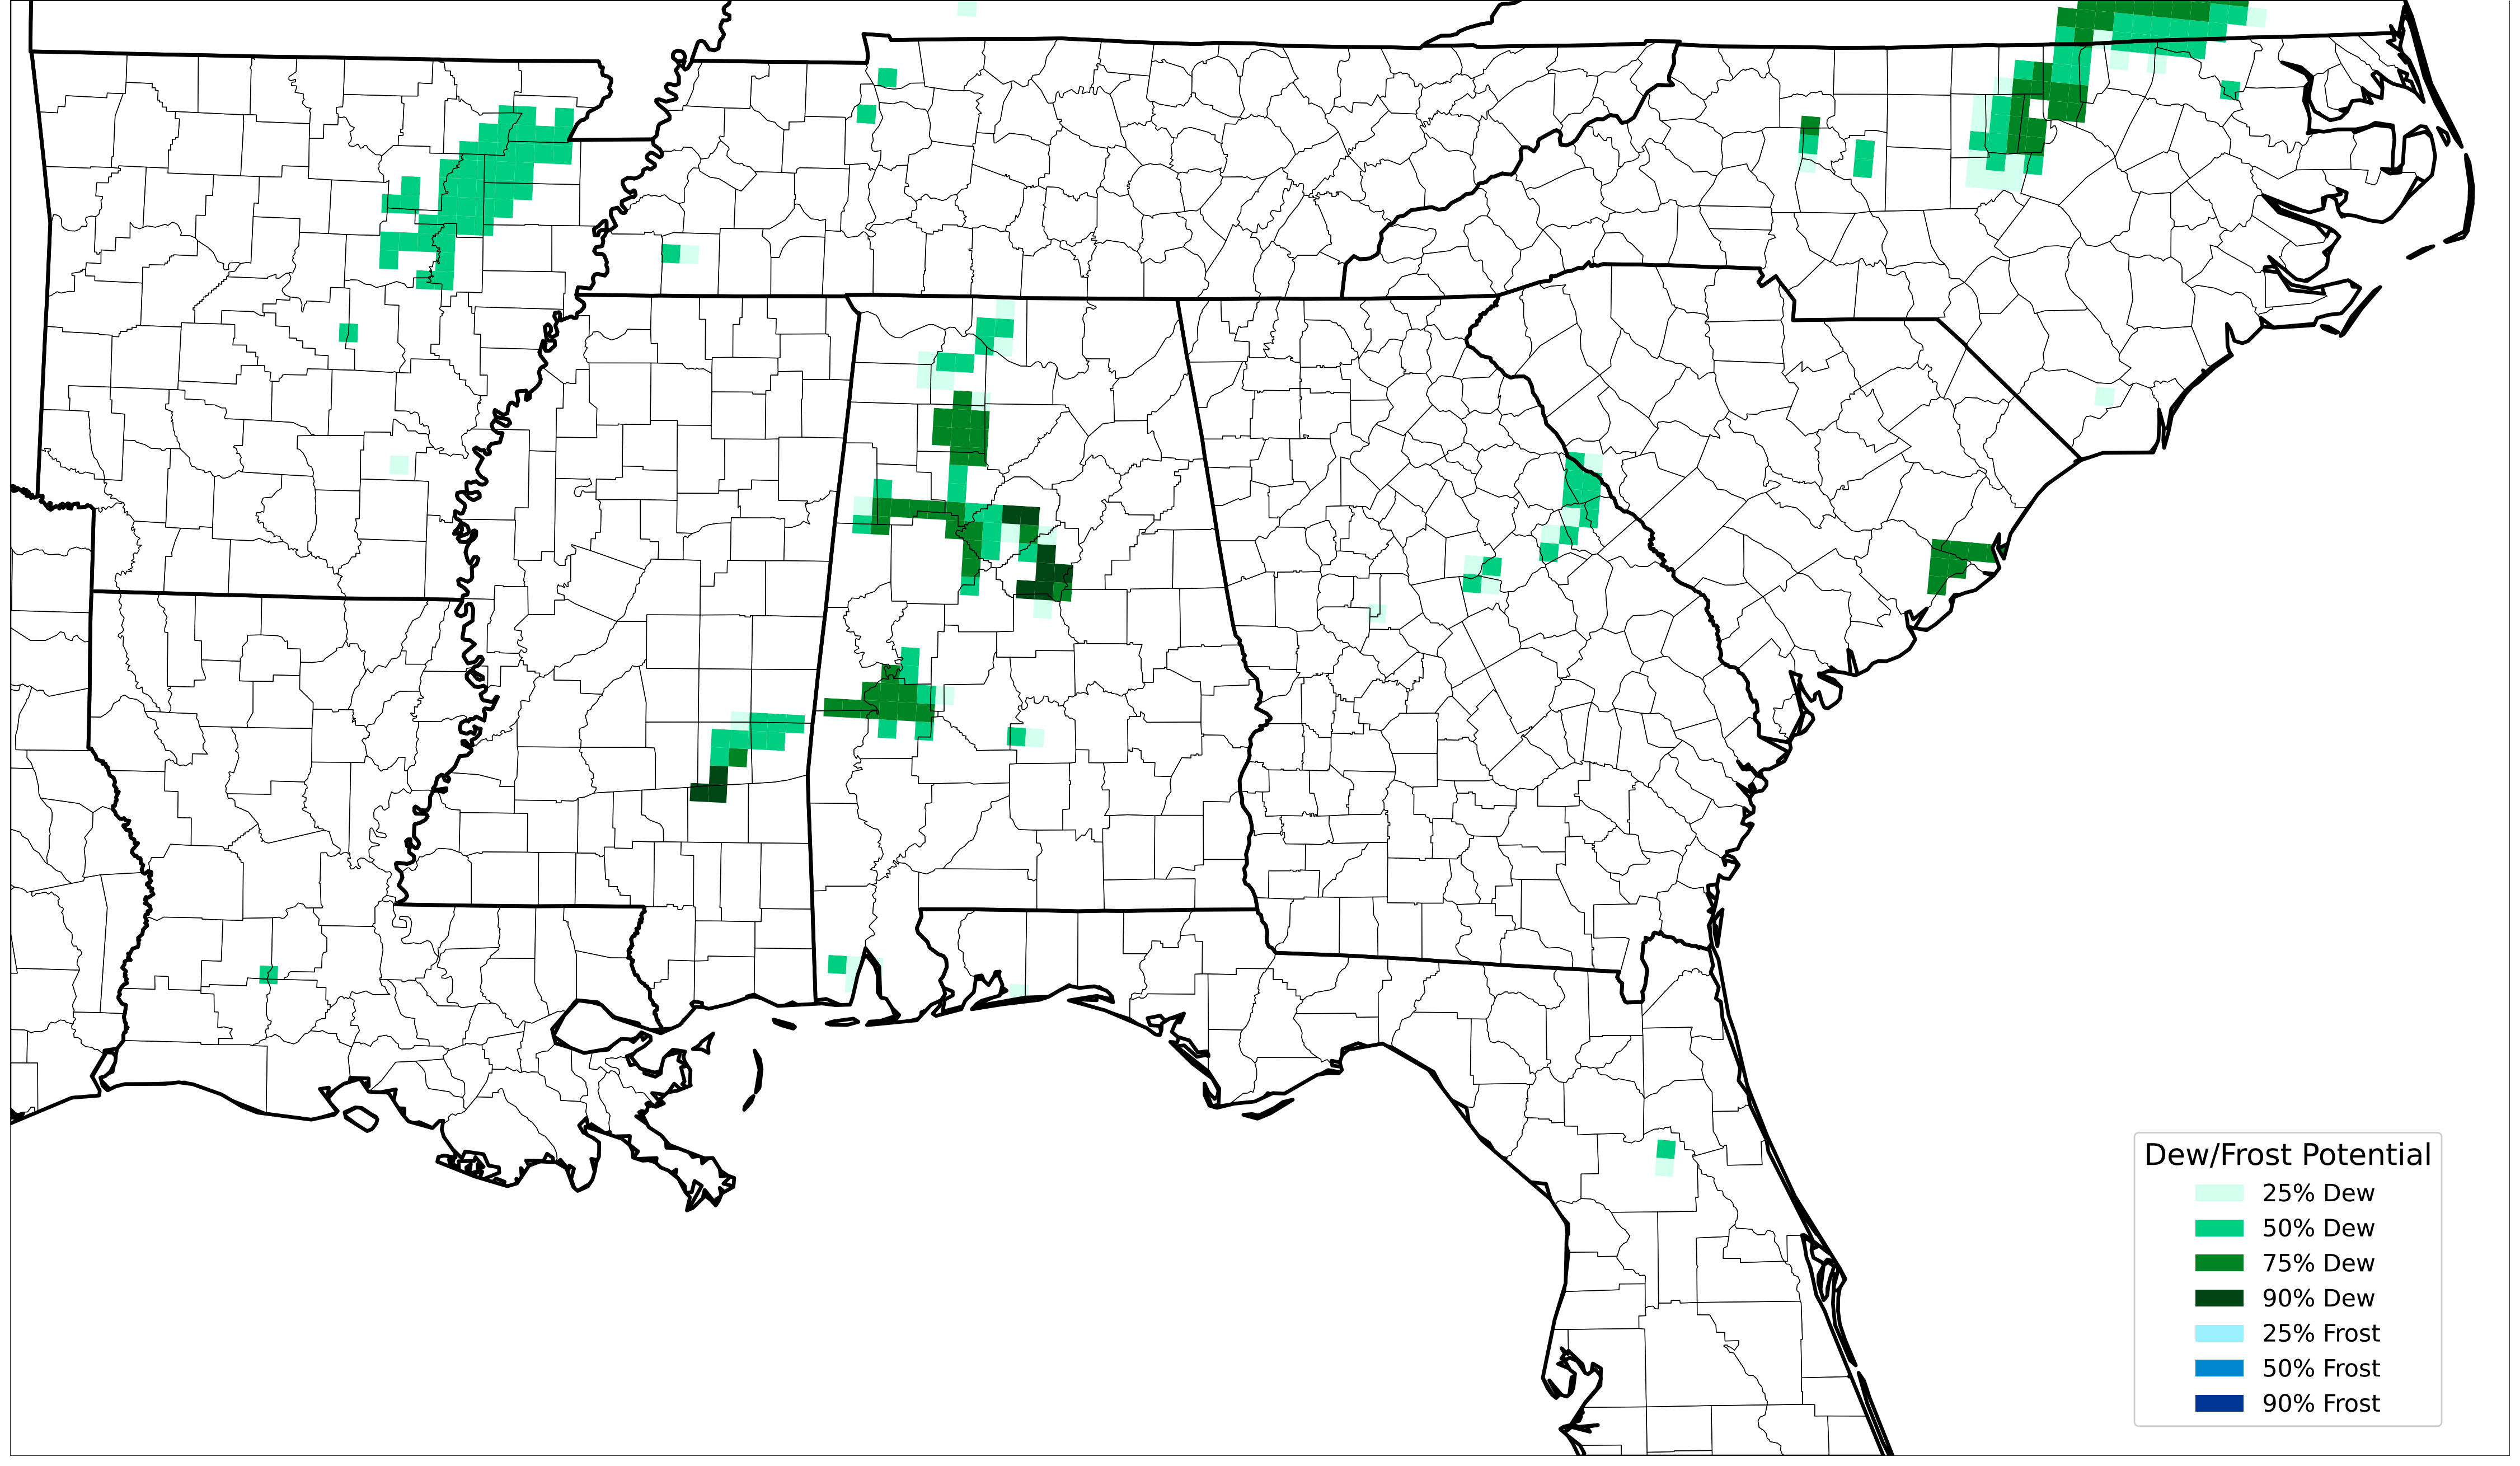 Dew/Frost Potential
25% Dew
50% Dew
75% Dew
90% Dew
25% Frost
50% Frost
90% Frost